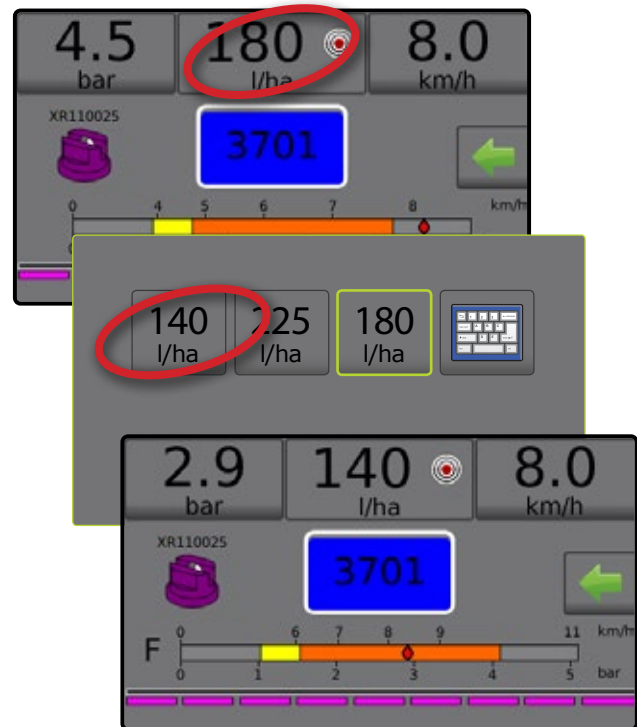 4.5 180 8.0
bar l/ha km/h
XR110025
3701
0 4 5 6 7 8 km/h
140 225 180
l/ha l/ha l/ha
2.9 140 8.0
bar l/ha km/h
XR110025
3701
F 0 6 7 8 9 11 km/h
0 1 2 3 4 5 bar